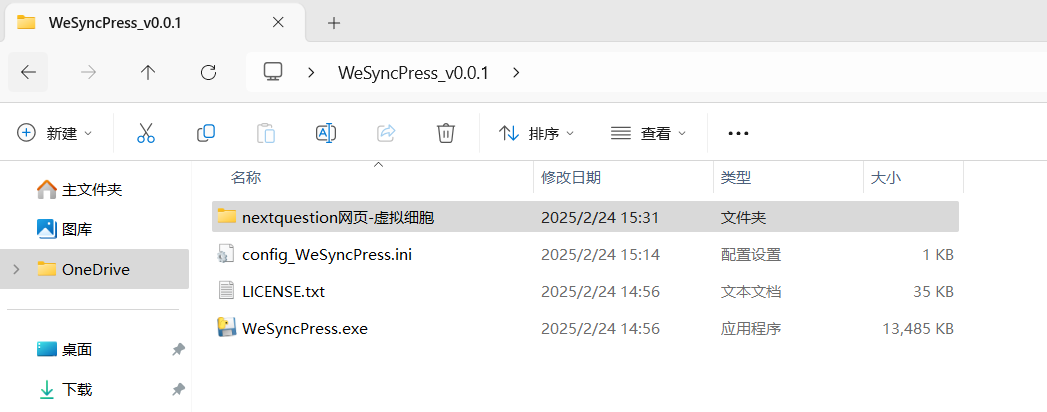 WeSyncPress_v0.0.1
WeSyncPress_v0.0.1
新建 排序 查看
名称 修改日期 类型 大小
主文件夹
图库
OneDrive
桌面
下载
nextquestion网页-虚拟细胞 2025/2/24 15:31 文件夹
config_WeSyncPress.ini 2025/2/24 15:14 配置设置 1 KB
LICENSE.txt 2025/2/24 14:56 文本文档 35 KB
WeSyncPress.exe 2025/2/24 14:56 应用程序 13,485 KB